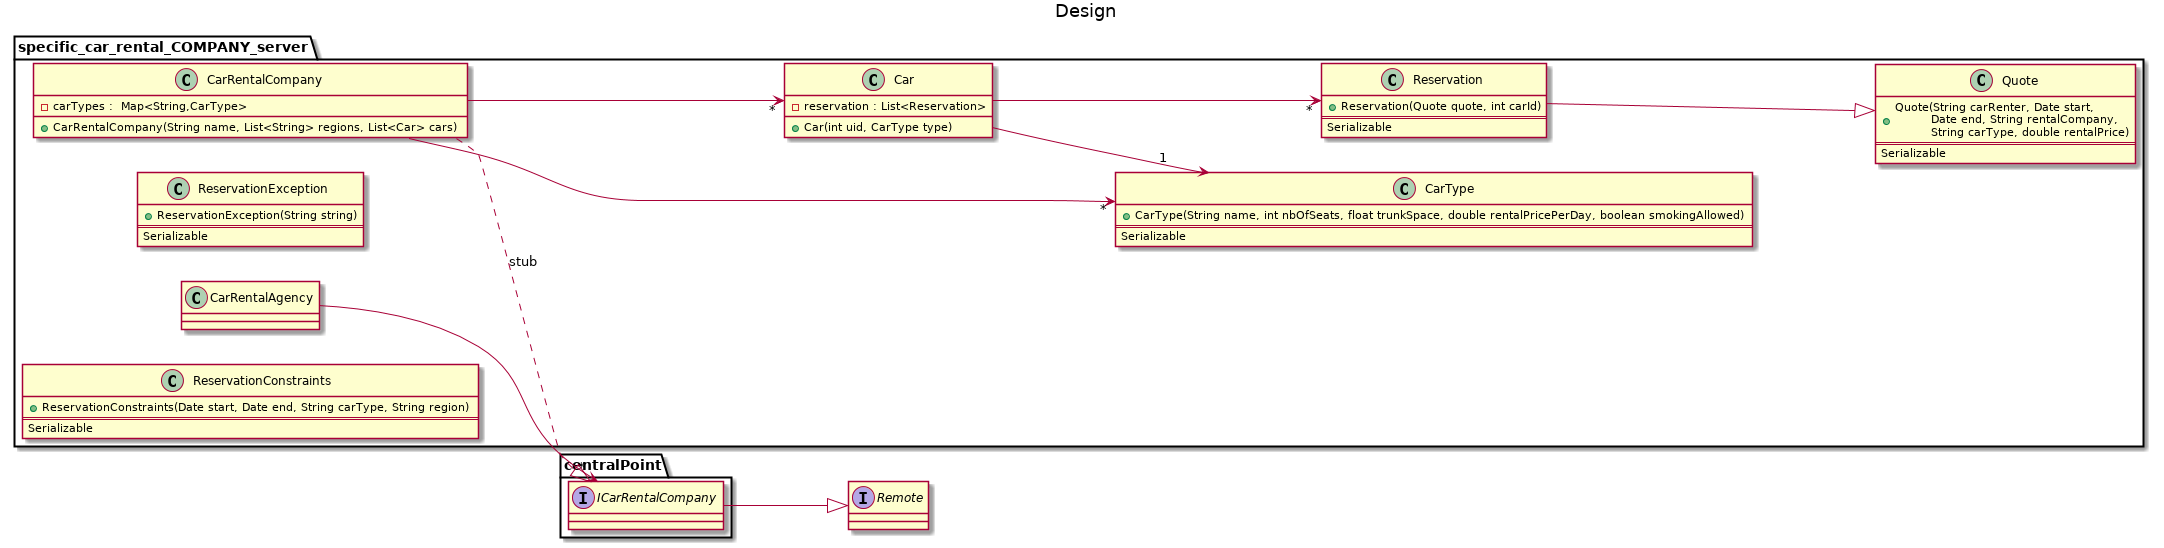 Design
specific_car_rental_COMPANY_server
CarRentalCompany
carTypes :  Map<String,CarType>
CarRentalCompany(String name, List<String> regions, List<Car> cars)
Car
reservation : List<Reservation>
Car(int uid, CarType type)
Reservation
Reservation(Quote quote, int carId)
Serializable
Quote
Quote(String carRenter, Date start,
Date end, String rentalCompany,
String carType, double rentalPrice)
Serializable
*
*
1
*
ReservationException
ReservationException(String string)
Serializable
CarType
CarType(String name, int nbOfSeats, float trunkSpace, double rentalPricePerDay, boolean smokingAllowed)
Serializable
stub
CarRentalAgency
ReservationConstraints
ReservationConstraints(Date start, Date end, String carType, String region)
Serializable
centralPoint
ICarRentalCompany
Remote